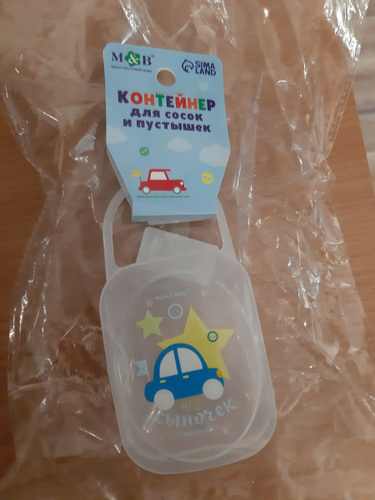 M&B
SIMA
LAND
КОНТЕЙНЕР
ДЛЯ СОСОК
И ПУСТЫШЕК
СЫНОЧЕК